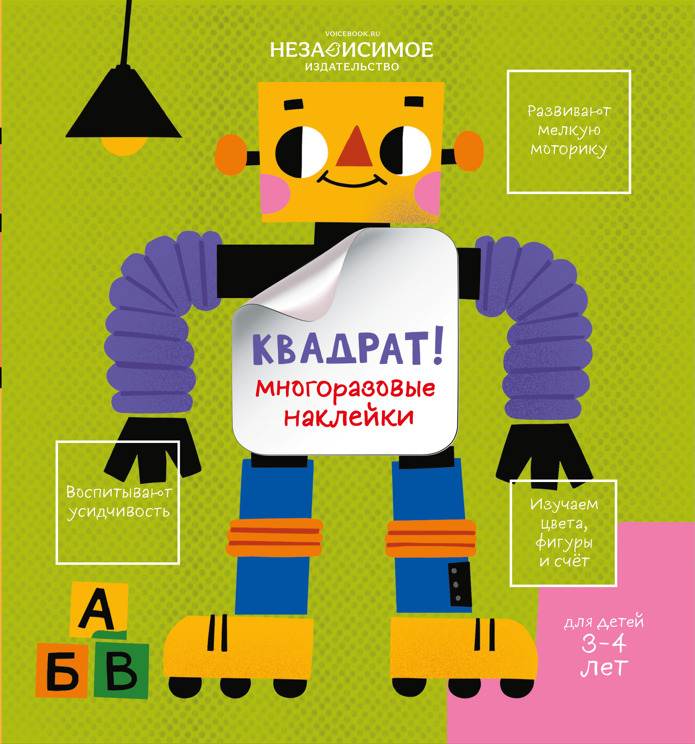 VOICEBOOK.RU
НЕЗАВИСИМОЕ
ИЗДАТЕЛЬСТВО
Развивают
мелкую
моторику
КВАДРАТ!
многоразовые
наклейки
Воспитывают
усидчивость
Изучаем
цвета,
фигуры
и счёт
А
Б В
для детей
3-4
лет